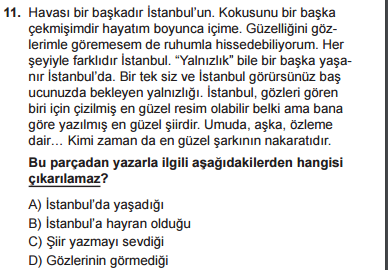 11. Havası bir başkadır İstanbul'un. Kokusunu bir başka
çekmişimdir hayatım boyunca içime. Güzelliğini göz-
lerimle göremesem de ruhumla hissedebiliyorum. Her
şeyiyle farklıdır İstanbul. “Yalnızlık” bile bir başka yaşa-
nır İstanbul'da. Bir tek siz ve İstanbul görürsünüz baş
ucunuzda bekleyen yalnızlığı. İstanbul, gözleri gören
biri için çizilmiş en güzel resim olabilir belki ama bana
göre yazılmış en güzel şiirdir. Umuda, aşka, özleme
dair... Kimi zaman da en güzel şarkının nakaratıdır.
Bu parçadan yazarla ilgili aşağıdakilerden hangisi
çıkarılamaz?
A) İstanbul'da yaşadığı
B) İstanbul'a hayran olduğu
C) Şiir yazmayı sevdiği
D) Gözlerinin görmediği